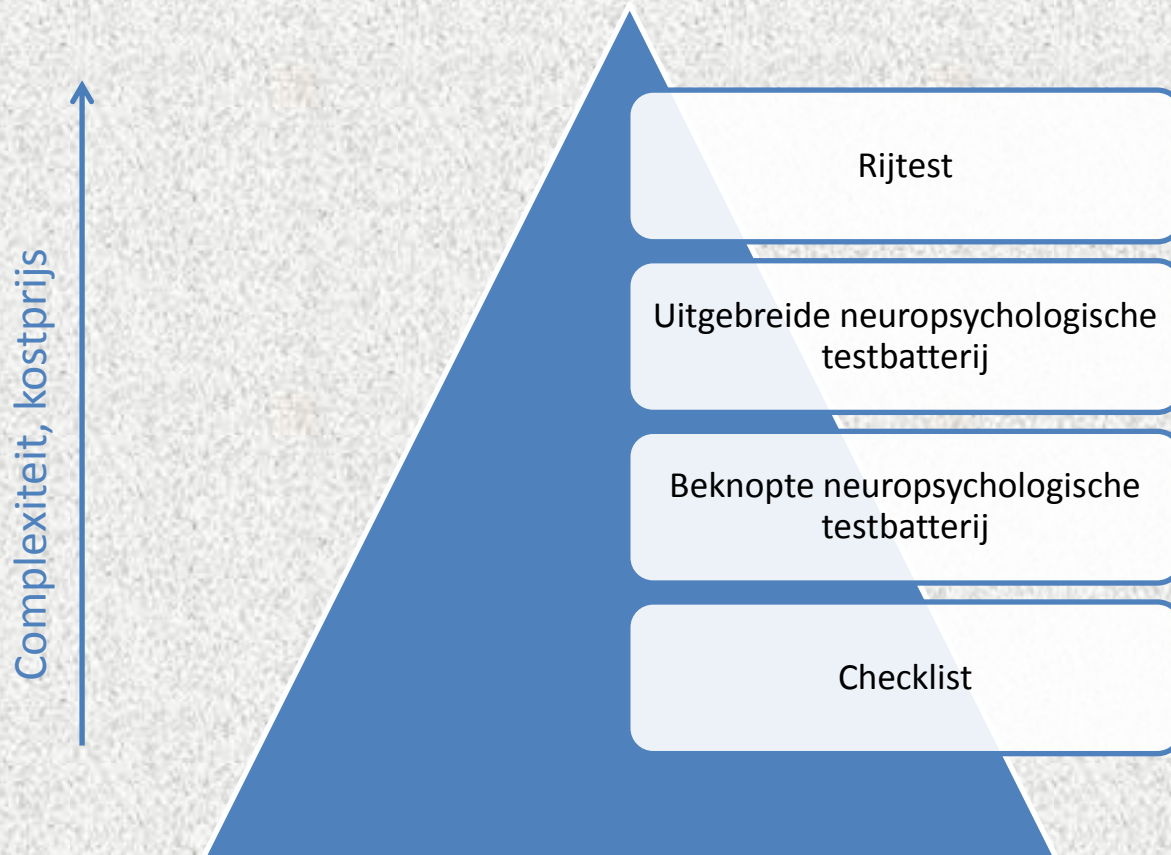 Complexiteit, kostprijs
Rijtest
Uitgebreide neuropsychologische
testbatterij
Beknopte neuropsychologische
testbatterij
Checklist